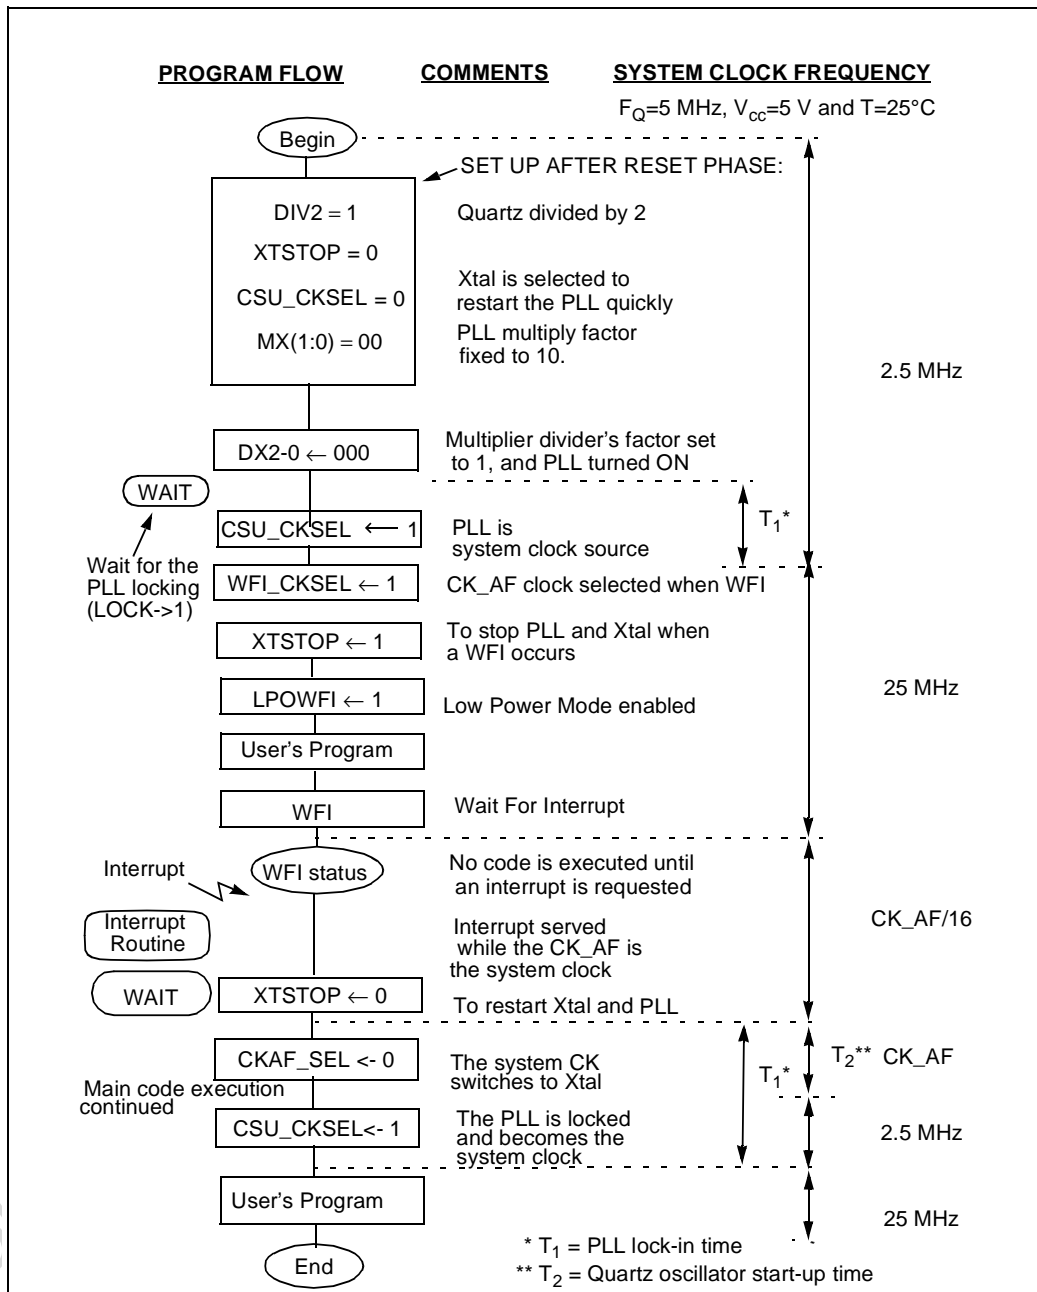 PROGRAM FLOW COMMENTS SYSTEM CLOCK FREQUENCY
F_Q=5 MHz, V_cc=5 V and T=25°C
Begin
SET UP AFTER RESET PHASE:
DIV2 = 1 Quartz divided by 2
XTSTOP = 0
CSU_CKSEL = 0
Xtal is selected to
restart the PLL quickly
MX(1:0) = 00
PLL multiply factor
fixed to 10.
2.5 MHz
DX2-0 ← 000
Multiplier divider's factor set
to 1, and PLL turned ON
WAIT
T_1*
CSU_CKSEL ← 1
PLL is
system clock source
Wait for the
PLL locking
(LOCK->1)
WFI_CKSEL ← 1 CK_AF clock selected when WFI
XTSTOP ← 1
To stop PLL and Xtal when
a WFI occurs
25 MHz
LPOWFI ← 1 Low Power Mode enabled
User's Program
WFI Wait For Interrupt
Interrupt
WFI status
No code is executed until
an interrupt is requested
CK_AF/16
Interrupt
Routine
Interrupt served
while the CK_AF is
the system clock
WAIT
XTSTOP ← 0 To restart Xtal and PLL
CKAF_SEL <- 0
The system CK
switches to Xtal
T_1*
T_2** CK_AF
Main code execution
continued
CSU_CKSEL<- 1
The PLL is locked
and becomes the
system clock
2.5 MHz
User's Program
25 MHz
End
* T_1 = PLL lock-in time
** T_2 = Quartz oscillator start-up time